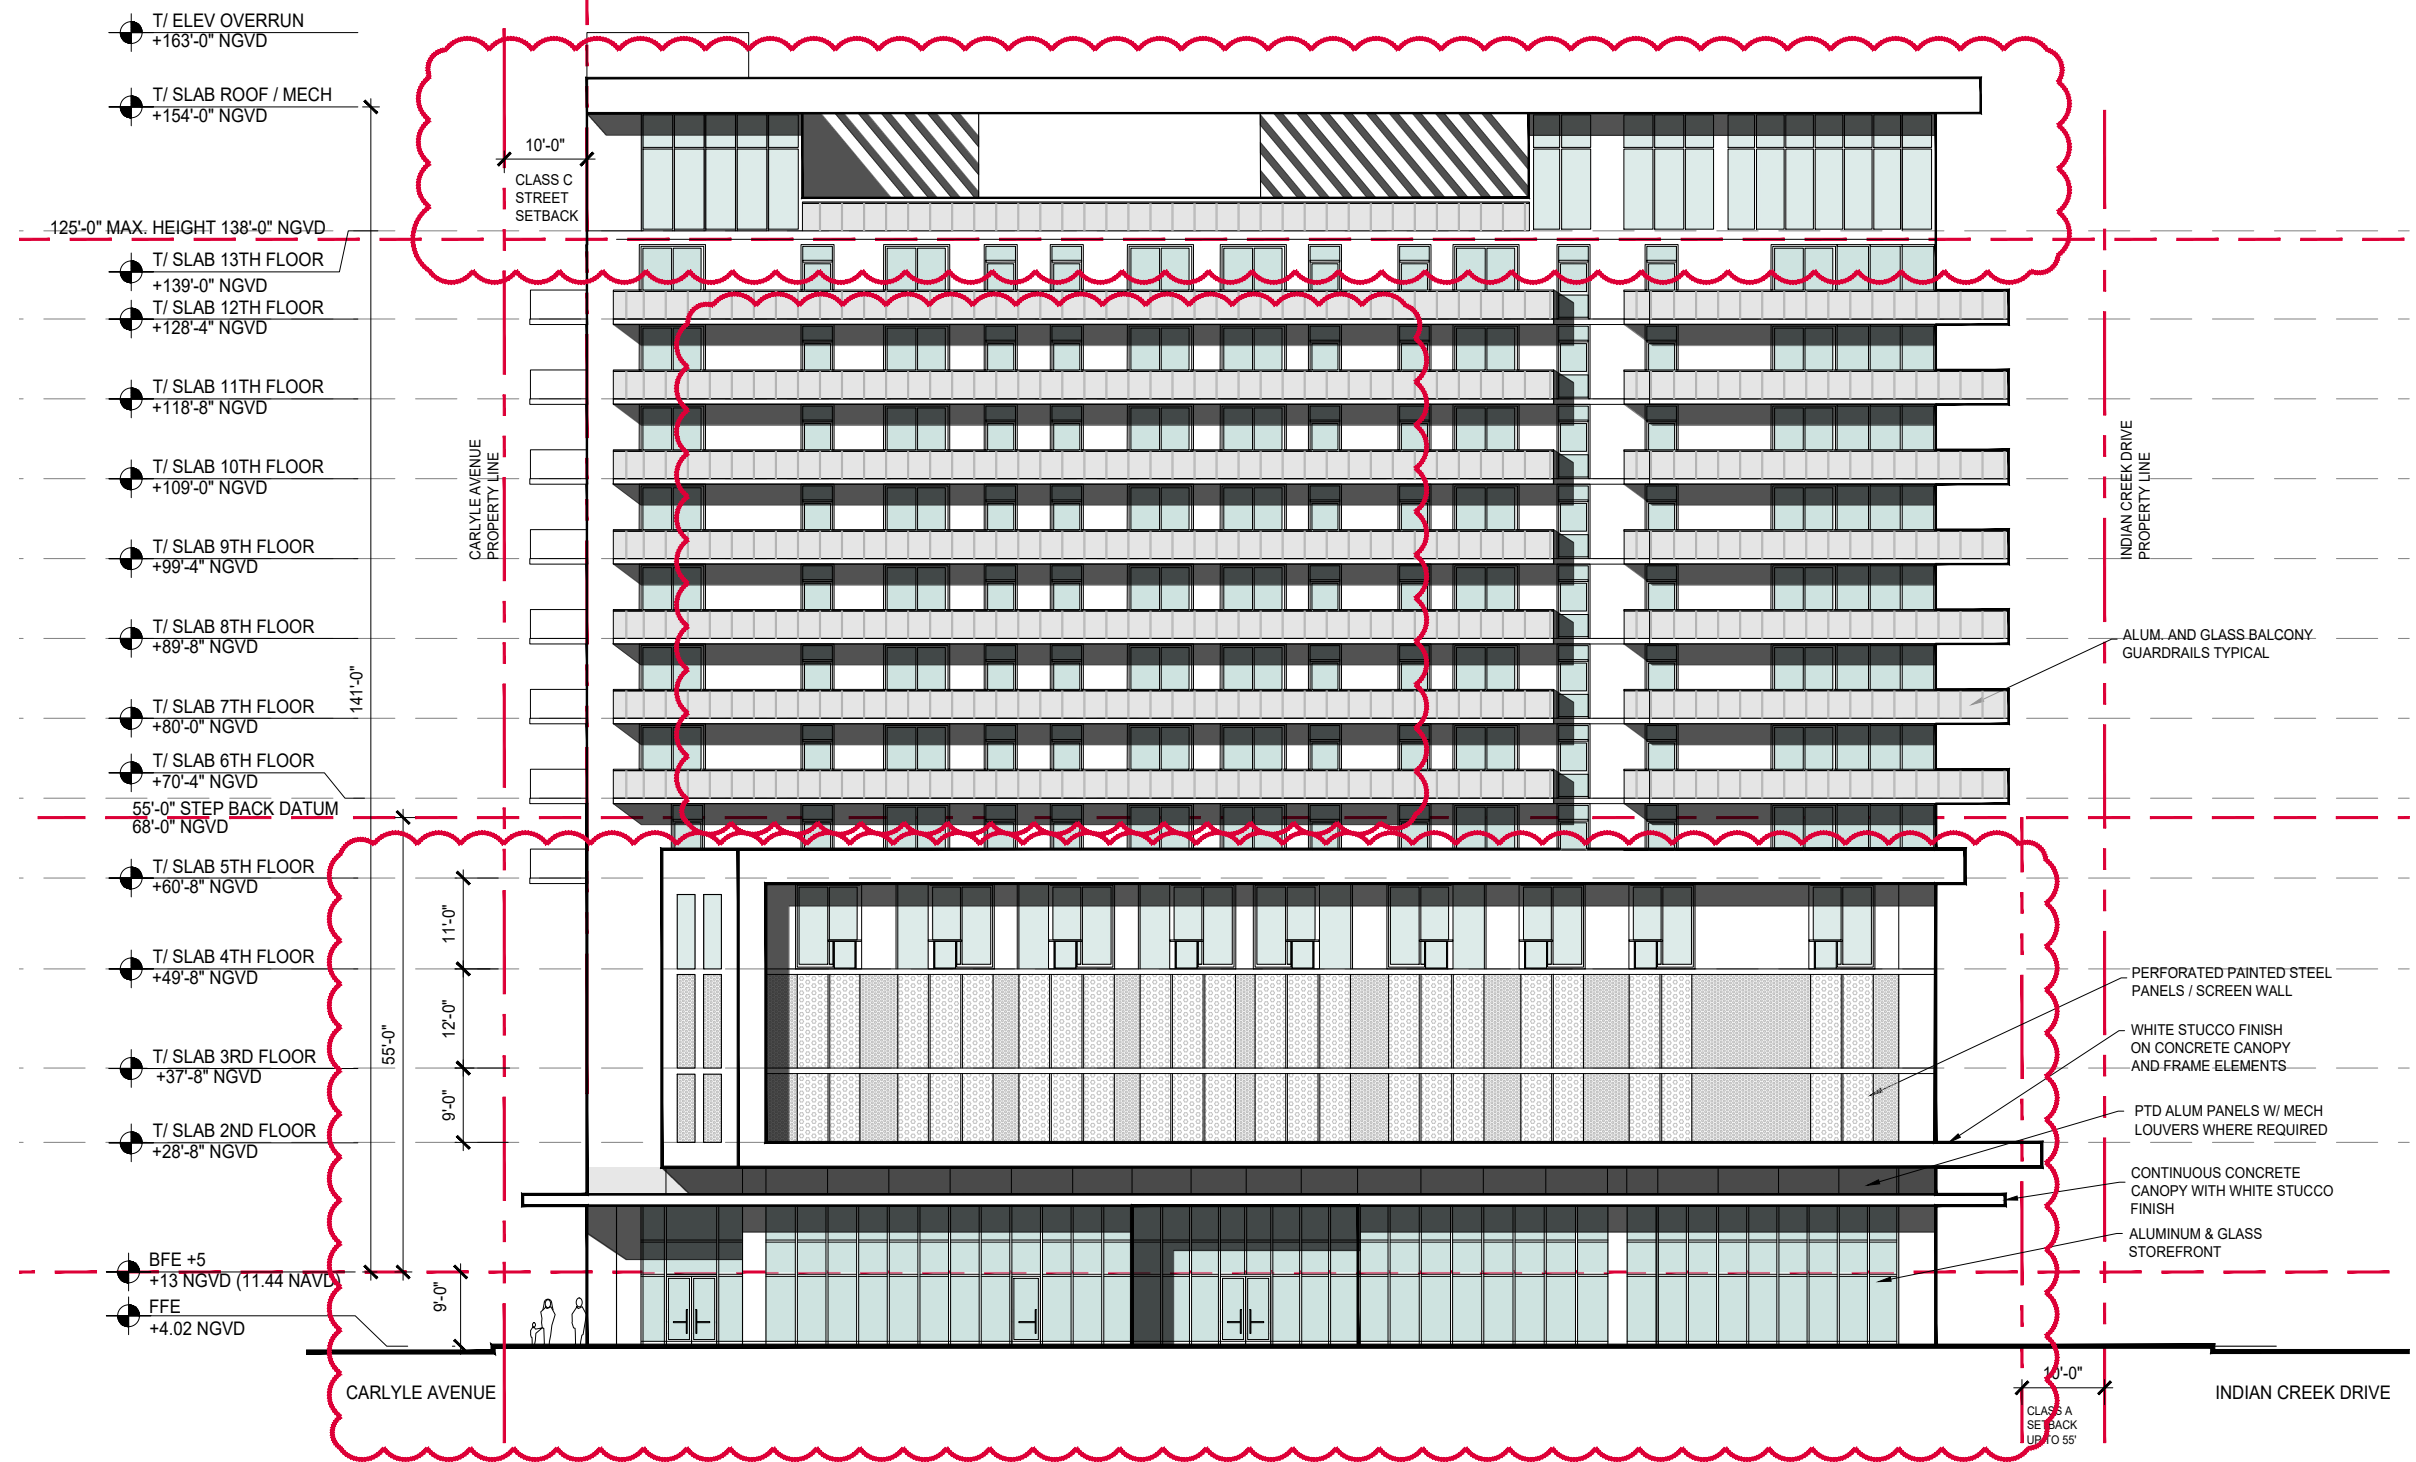 T/ ELEV OVERRUN
+163'-0" NGVD
T/ SLAB ROOF / MECH
+154'-0" NGVD
10'-0"
CLASS C
STREET
SETBACK
125'-0" MAX. HEIGHT 138'-0" NGVD
T/ SLAB 13TH FLOOR
+139'-0" NGVD
T/ SLAB 12TH FLOOR
+128'-4" NGVD
T/ SLAB 11TH FLOOR
+118'-8" NGVD
T/ SLAB 10TH FLOOR
+109'-0" NGVD
CARLYLE AVENUE
PROPERTY LINE
INDIAN CREEK DRIVE
PROPERTY LINE
T/ SLAB 9TH FLOOR
+99'-4" NGVD
T/ SLAB 8TH FLOOR
+89'-8" NGVD
ALUM. AND GLASS BALCONY
GUARDRAILS TYPICAL
141'-0"
T/ SLAB 7TH FLOOR
+80'-0" NGVD
T/ SLAB 6TH FLOOR
+70'-4" NGVD
55'-0" STEP BACK DATUM
68'-0" NGVD
T/ SLAB 5TH FLOOR
+60'-8" NGVD
11'-0"
T/ SLAB 4TH FLOOR
+49'-8" NGVD
PERFORATED PAINTED STEEL
PANELS / SCREEN WALL
12'-0"
55'-0"
WHITE STUCCO FINISH
ON CONCRETE CANOPY
AND FRAME ELEMENTS
T/ SLAB 3RD FLOOR
+37'-8" NGVD
9'-0"
PTD ALUM PANELS W/ MECH
LOUVERS WHERE REQUIRED
T/ SLAB 2ND FLOOR
+28'-8" NGVD
CONTINUOUS CONCRETE
CANOPY WITH WHITE STUCCO
FINISH
ALUMINUM & GLASS
STOREFRONT
BFE +5
+13 NGVD (11.44 NAVD)
9'-0"
FFE
+4.02 NGVD
CARLYLE AVENUE
10'-0"
INDIAN CREEK DRIVE
CLASS A
SETBACK
UP TO 55'